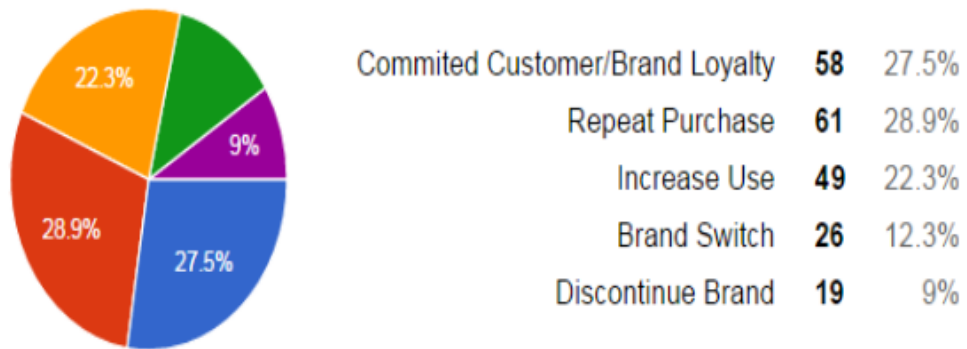 22.3%
9%
28.9%
27.5%
Commited Customer/Brand Loyalty 58 27.5%
Repeat Purchase 61 28.9%
Increase Use 49 22.3%
Brand Switch 26 12.3%
Discontinue Brand 19 9%